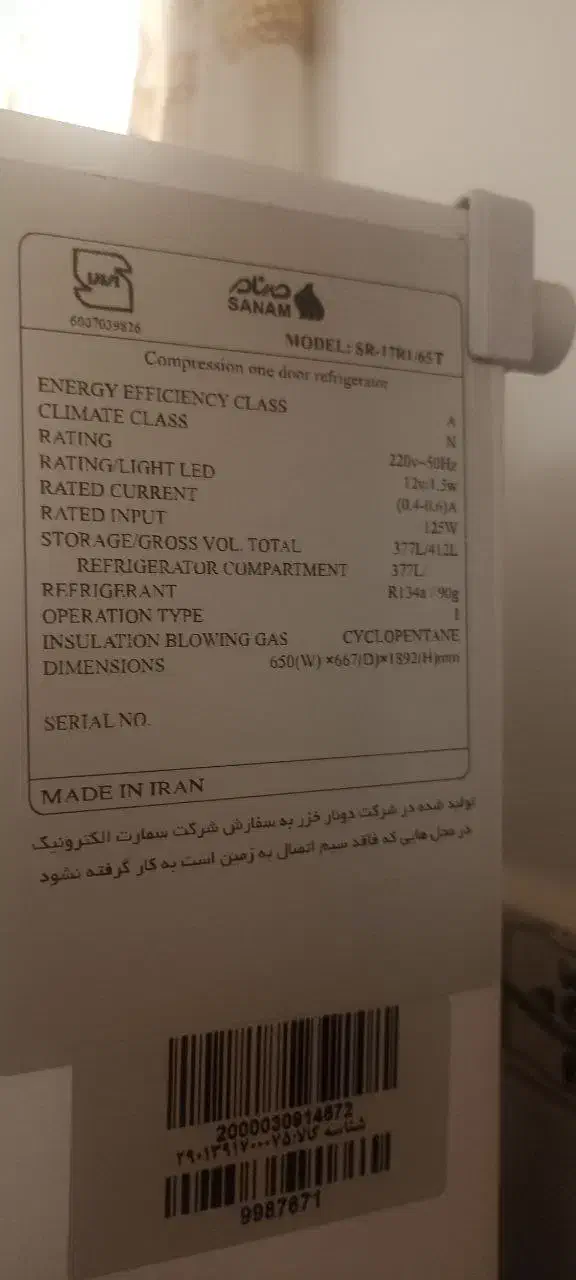 6007039826
صنام
SANAM
MODEL: SR-17R1/65T
Compression one door refrigerator
ENERGY EFFICIENCY CLASS A
CLIMATE CLASS N
RATING 220v~50Hz
RATING/LIGHT LED 12v/1.5w
RATED CURRENT (0.4-0.6)A
RATED INPUT 125W
STORAGE/GROSS VOL. TOTAL 377L/412L
REFRIGERATOR COMPARTMENT 377L
REFRIGERANT R134a / 90g
OPERATION TYPE I
INSULATION BLOWING GAS CYCLOPENTANE
DIMENSIONS 650(W) ×667(D)×1892(H)mm
SERIAL NO.
MADE IN IRAN
تولید شده در شرکت دونار خزر به سفارش شرکت سمارت الکترونیک
در محل هایی که فاقد سیم اتصال به زمین است به کار گرفته نشود
2000030914672
شناسه کالا: ۲۹۰۱۳۹۱۷۰۰۰۷۵
9987671